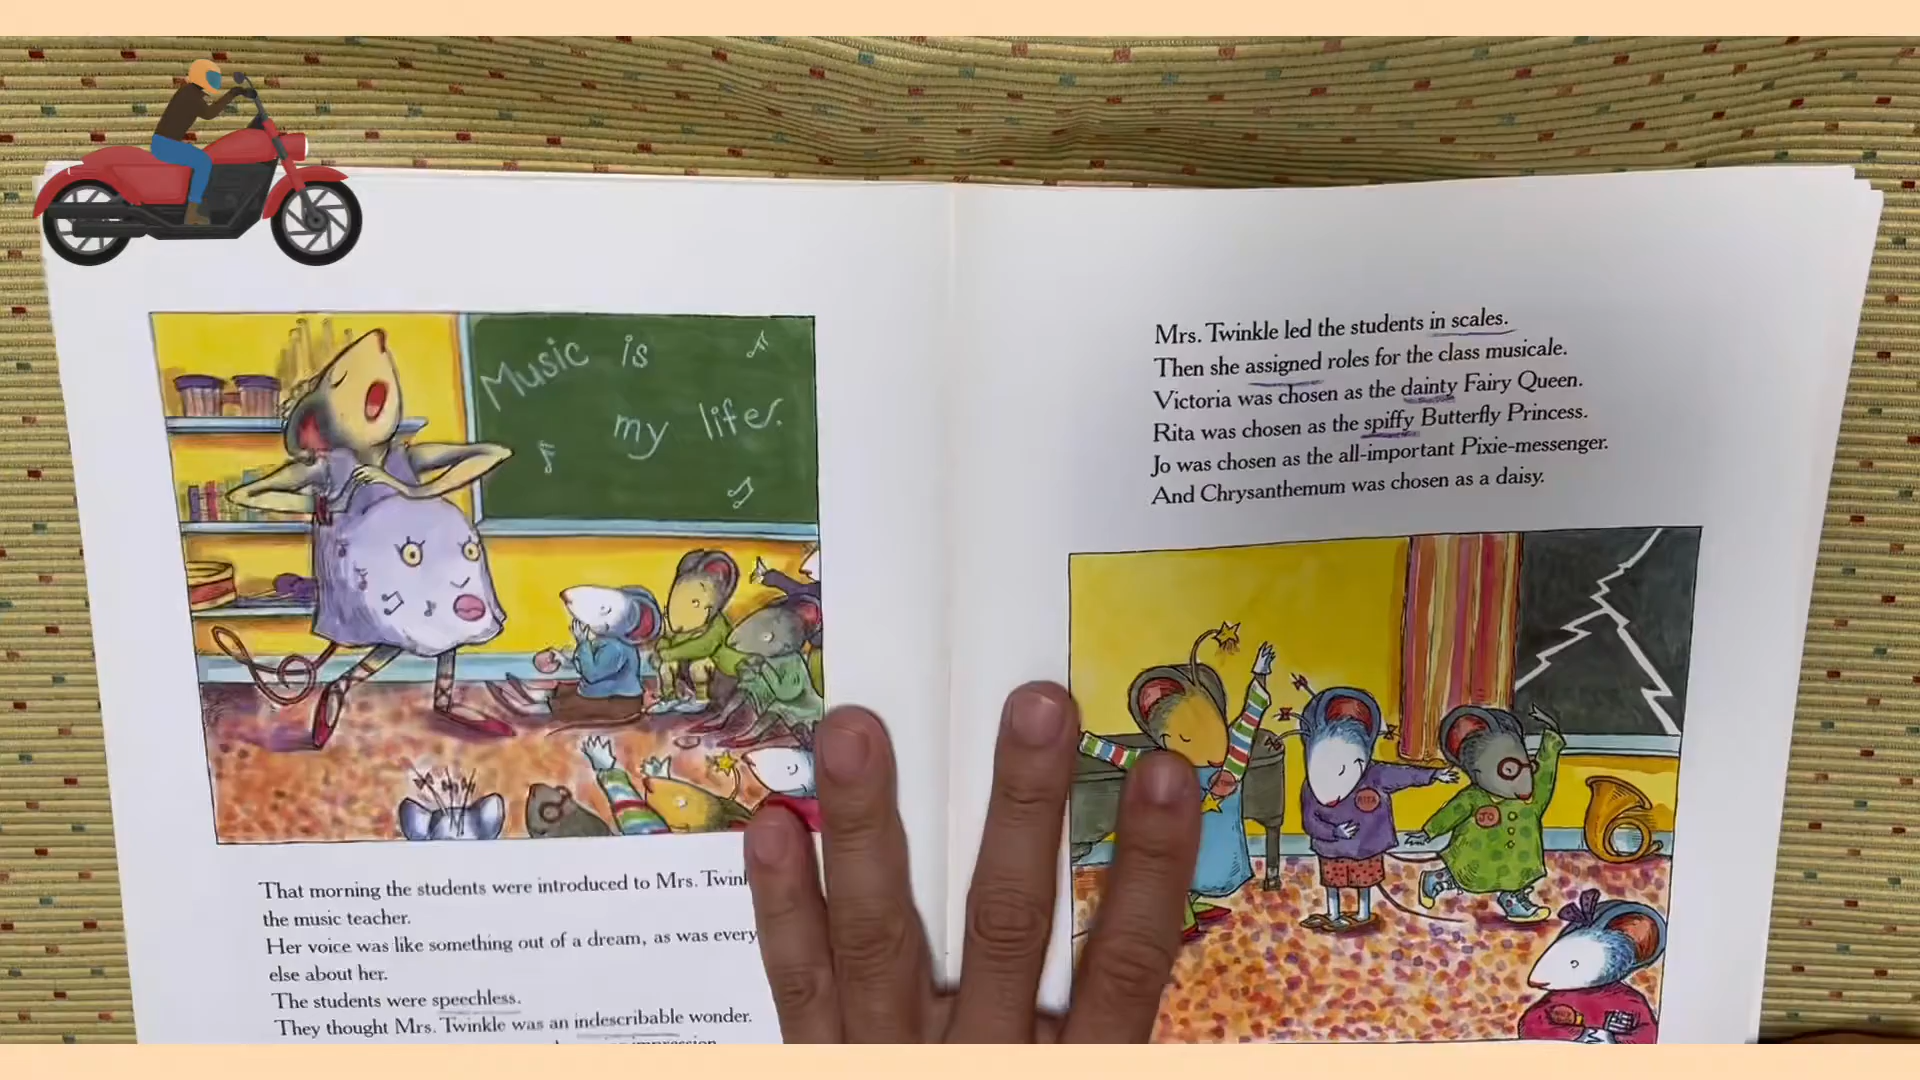 Music is
my life.
That morning the students were introduced to Mrs.
the music teacher.
Her voice was like something out of a dream, as was every
else about her.
The students were speechless.
They thought Mrs. Twinkle was an indescribable wonder.
Mrs. Twinkle led the students in scales.
Then she assigned roles for the class musicale.
Victoria was chosen as the dainty Fairy Queen.
Rita was chosen as the spiffy Butterfly Princess.
Jo was chosen as the all-important Pixie-messenger.
And Chrysanthemum was chosen as a daisy.
RITA
JO